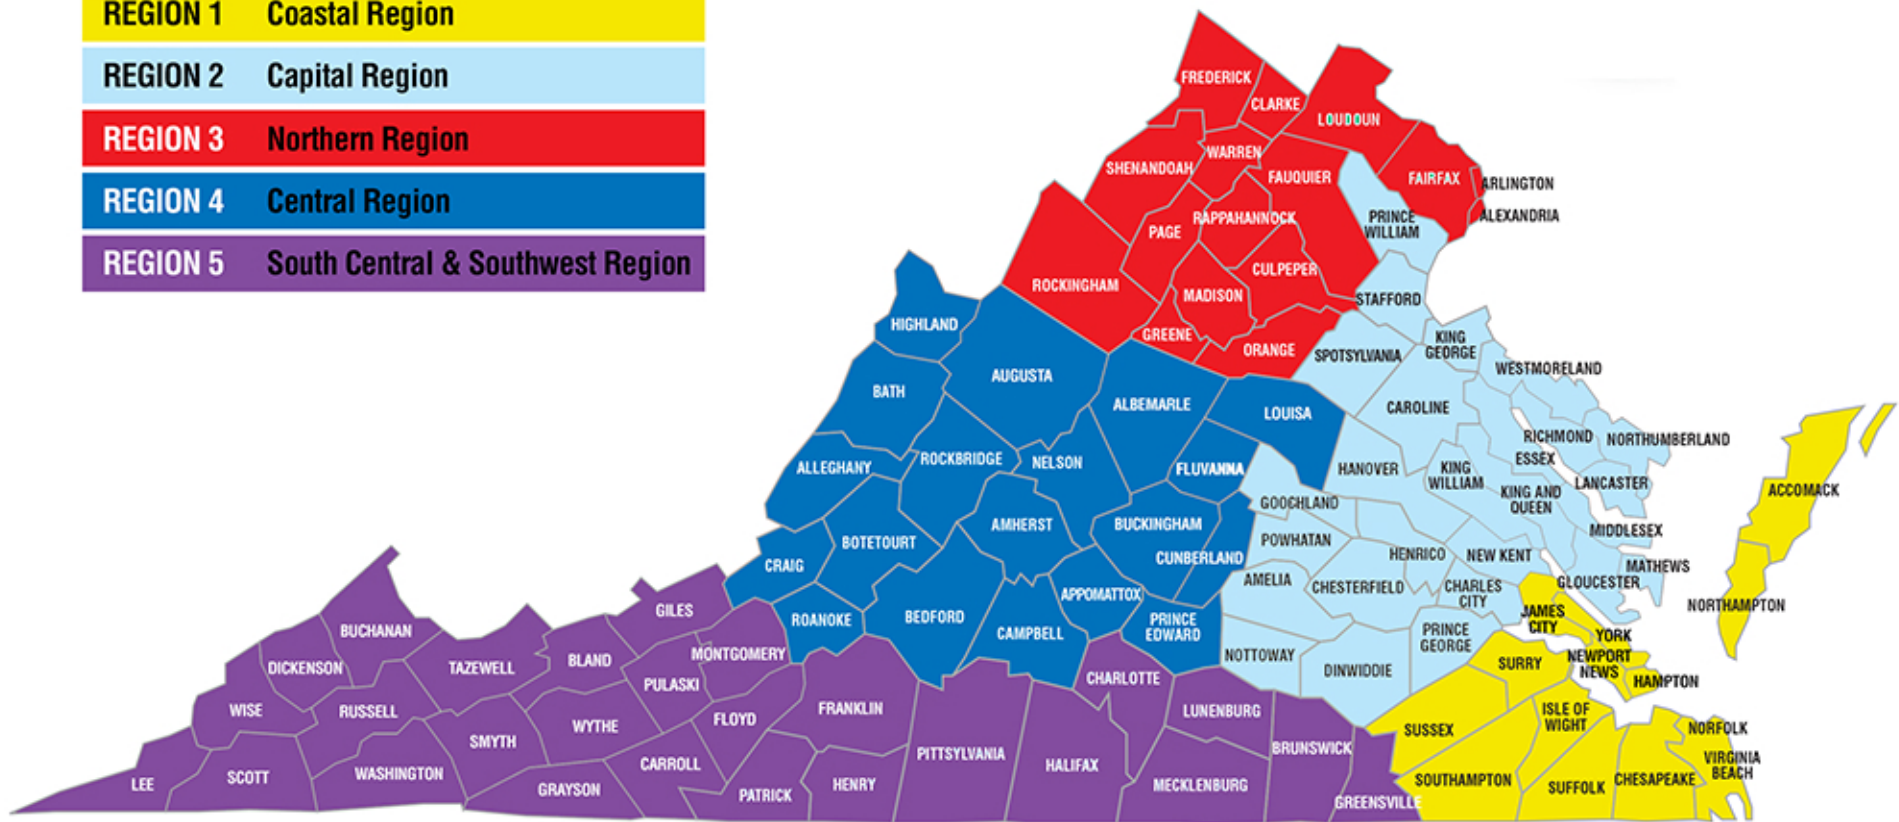 REGION 1 Coastal Region
REGION 2 Capital Region
REGION 3 Northern Region
REGION 4 Central Region
REGION 5 South Central & Southwest Region
FREDERICK
CLARKE
LOUDOUN
WARREN
SHENANDOAH
FAUQUIER
FAIRFAX
ARLINGTON
ALEXANDRIA
RAPPAHANNOCK
PRINCE
WILLIAM
PAGE
CULPEPER
ROCKINGHAM
MADISON
STAFFORD
GREENE
ORANGE
HIGHLAND
SPOTSYLVANIA
KING
GEORGE
WESTMORELAND
AUGUSTA
BATH
ALBEMARLE
LOUISA
CAROLINE
RICHMOND
NORTHUMBERLAND
ESSEX
ALLEGHANY
ROCKBRIDGE
NELSON
FLUVANNA
HANOVER
KING
WILLIAM
LANCASTER
ACCOMACK
KING AND
QUEEN
GOOCHLAND
AMHERST
BUCKINGHAM
MIDDLESEX
BOTETOURT
POWHATAN
CUNBERLAND
HENRICO
NEW KENT
CRAIG
MATHEWS
AMELIA
CHESTERFIELD
CHARLES
CITY
GLOUCESTER
APPOMATTOX
NORTHAMPTON
GILES
ROANOKE
BEDFORD
CAMPBELL
PRINCE
EDWARD
JAMES
CITY
BUCHANAN
PRINCE
GEORGE
YORK
MONTGOMERY
NOTTOWAY
DINWIDDIE
SURRY
NEWPORT
NEWS
HAMPTON
DICKENSON
TAZEWELL
BLAND
PULASKI
CHARLOTTE
WISE
RUSSELL
FRANKLIN
LUNENBURG
ISLE OF
WIGHT
FLOYD
WYTHE
SUSSEX
NORFOLK
SMYTH
PITTSYLVANIA
HALIFAX
BRUNSWICK
VIRGINIA
BEACH
CARROLL
LEE
SCOTT
WASHINGTON
GRAYSON
PATRICK
HENRY
MECKLENBURG
SOUTHAMPTON
SUFFOLK
CHESAPEAKE
GREENSVILLE